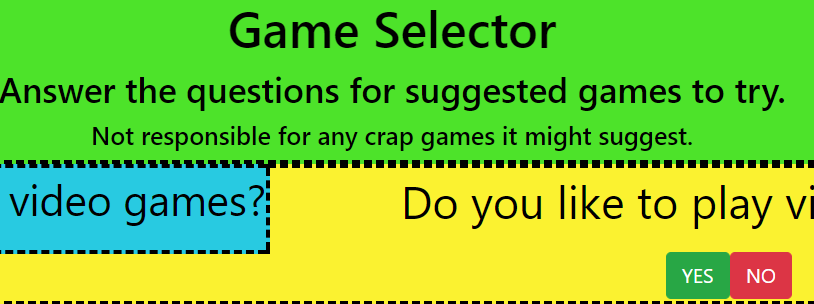 Game Selector
Answer the questions for suggested games to try.
Not responsible for any crap games it might suggest.
video games?
Do you like to play vi
YES
NO